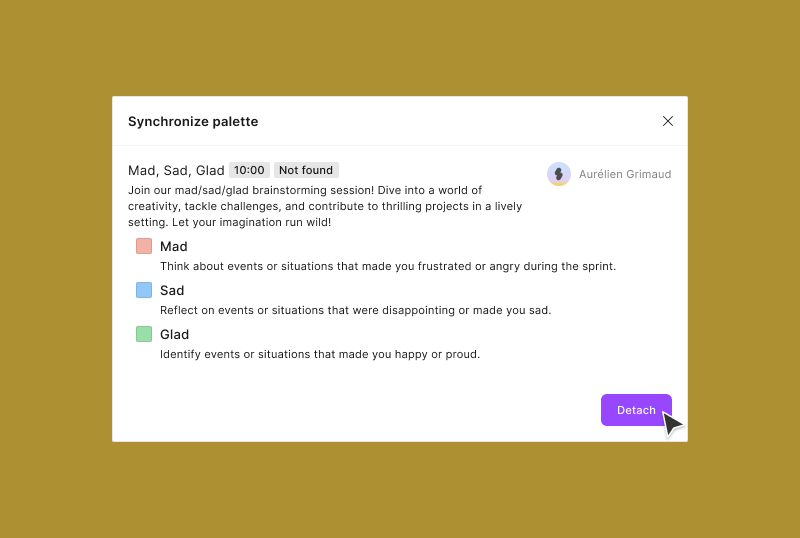 Synchronize palette
Mad, Sad, Glad 10:00 Not found
Aurélien Grimaud
Join our mad/sad/glad brainstorming session! Dive into a world of
creativity, tackle challenges, and contribute to thrilling projects in a lively
setting. Let your imagination run wild!
Mad
Think about events or situations that made you frustrated or angry during the sprint.
Sad
Reflect on events or situations that were disappointing or made you sad.
Glad
Identify events or situations that made you happy or proud.
Detach